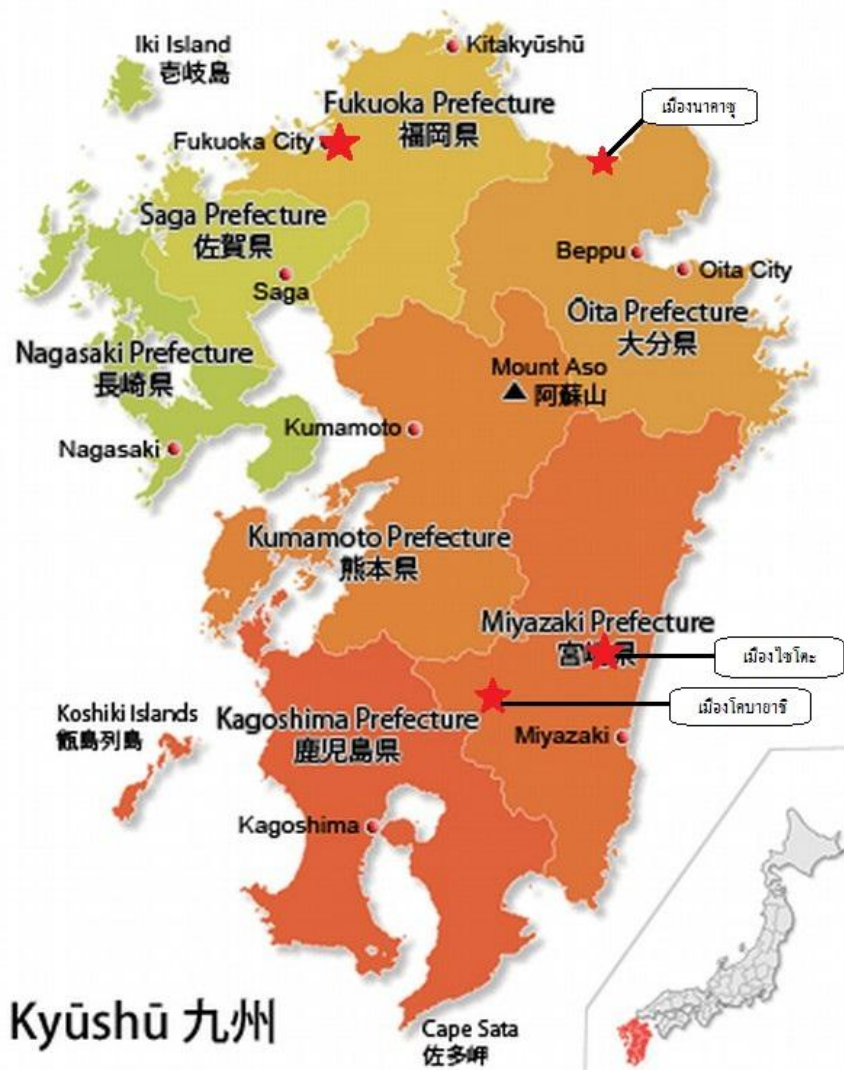 Iki Island
壱岐島
Kitakyūshū
เมืองนาคาซุ
Fukuoka Prefecture
福岡県
Fukuoka City
Saga Prefecture
佐賀県
Saga
Beppu
Oita City
Ōita Prefecture
大分県
Nagasaki Prefecture
長崎県
Mount Aso
阿蘇山
Kumamoto
Nagasaki
Kumamoto Prefecture
熊本県
Miyazaki Prefecture
宮崎県
เมืองไซโตะ
เมืองโคบายาชิ
Koshiki Islands
甑島列島
Kagoshima Prefecture
鹿児島県
Miyazaki
Kagoshima
Kyūshū 九州
Cape Sata
佐多岬